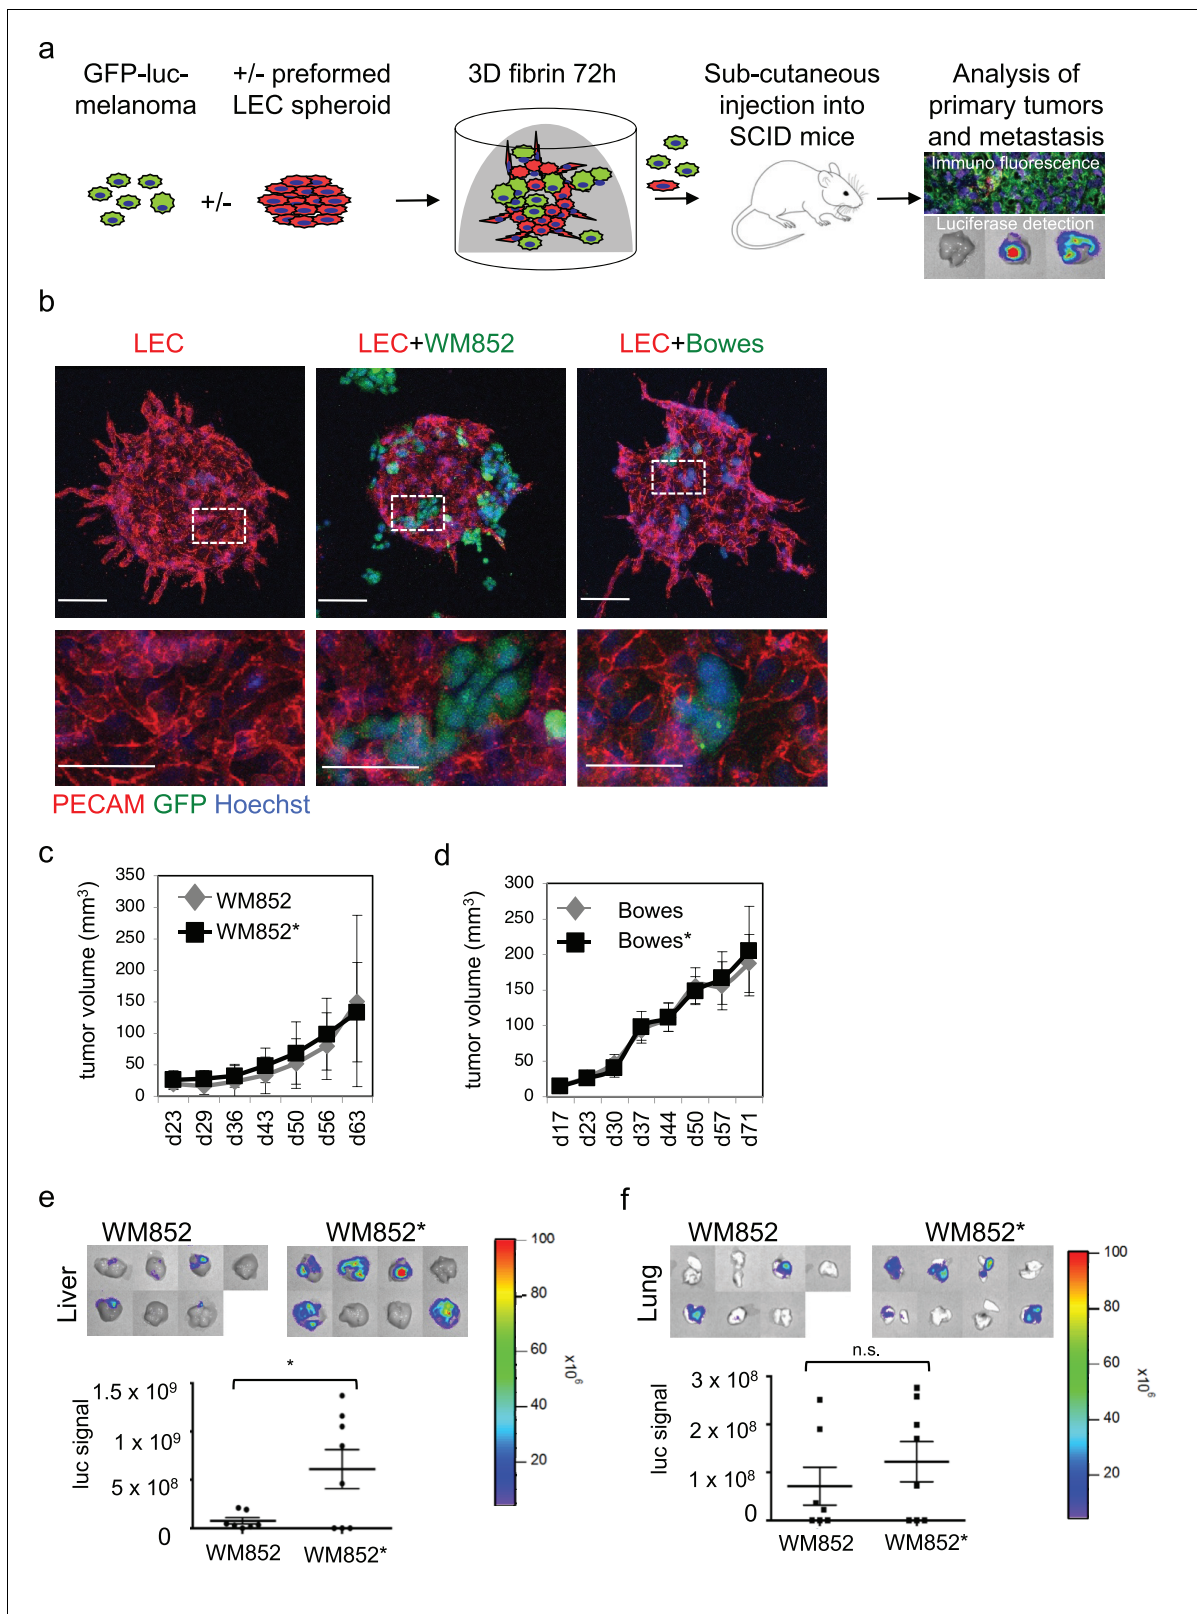 a
GFP-luc-
melanoma
+/- preformed
LEC spheroid
3D fibrin 72h
Sub-cutaneous
injection into
SCID mice
Analysis of
primary tumors
and metastasis
+/-
Immuno fluorescence
Luciferase detection
b
LEC
LEC+WM852
LEC+Bowes
PECAM GFP Hoechst
c
tumor volume (mm³)
350
300
250
200
150
100
50
0
WM852
WM852*
d23
d29
d36
d43
d50
d56
d63
d
tumor volume (mm³)
300
250
200
150
100
50
0
Bowes
Bowes*
d17
d23
d30
d37
d44
d50
d57
d71
e
WM852
WM852*
Liver
100
80
60
40
20
x10⁶
*
luc signal
1.5 x 10⁹
1 x 10⁹
5 x 10⁸
0
WM852
WM852*
f
WM852
WM852*
Lung
100
80
60
40
20
x10⁶
n.s.
luc signal
3 x 10⁸
2 x 10⁸
1 x 10⁸
0
WM852
WM852*